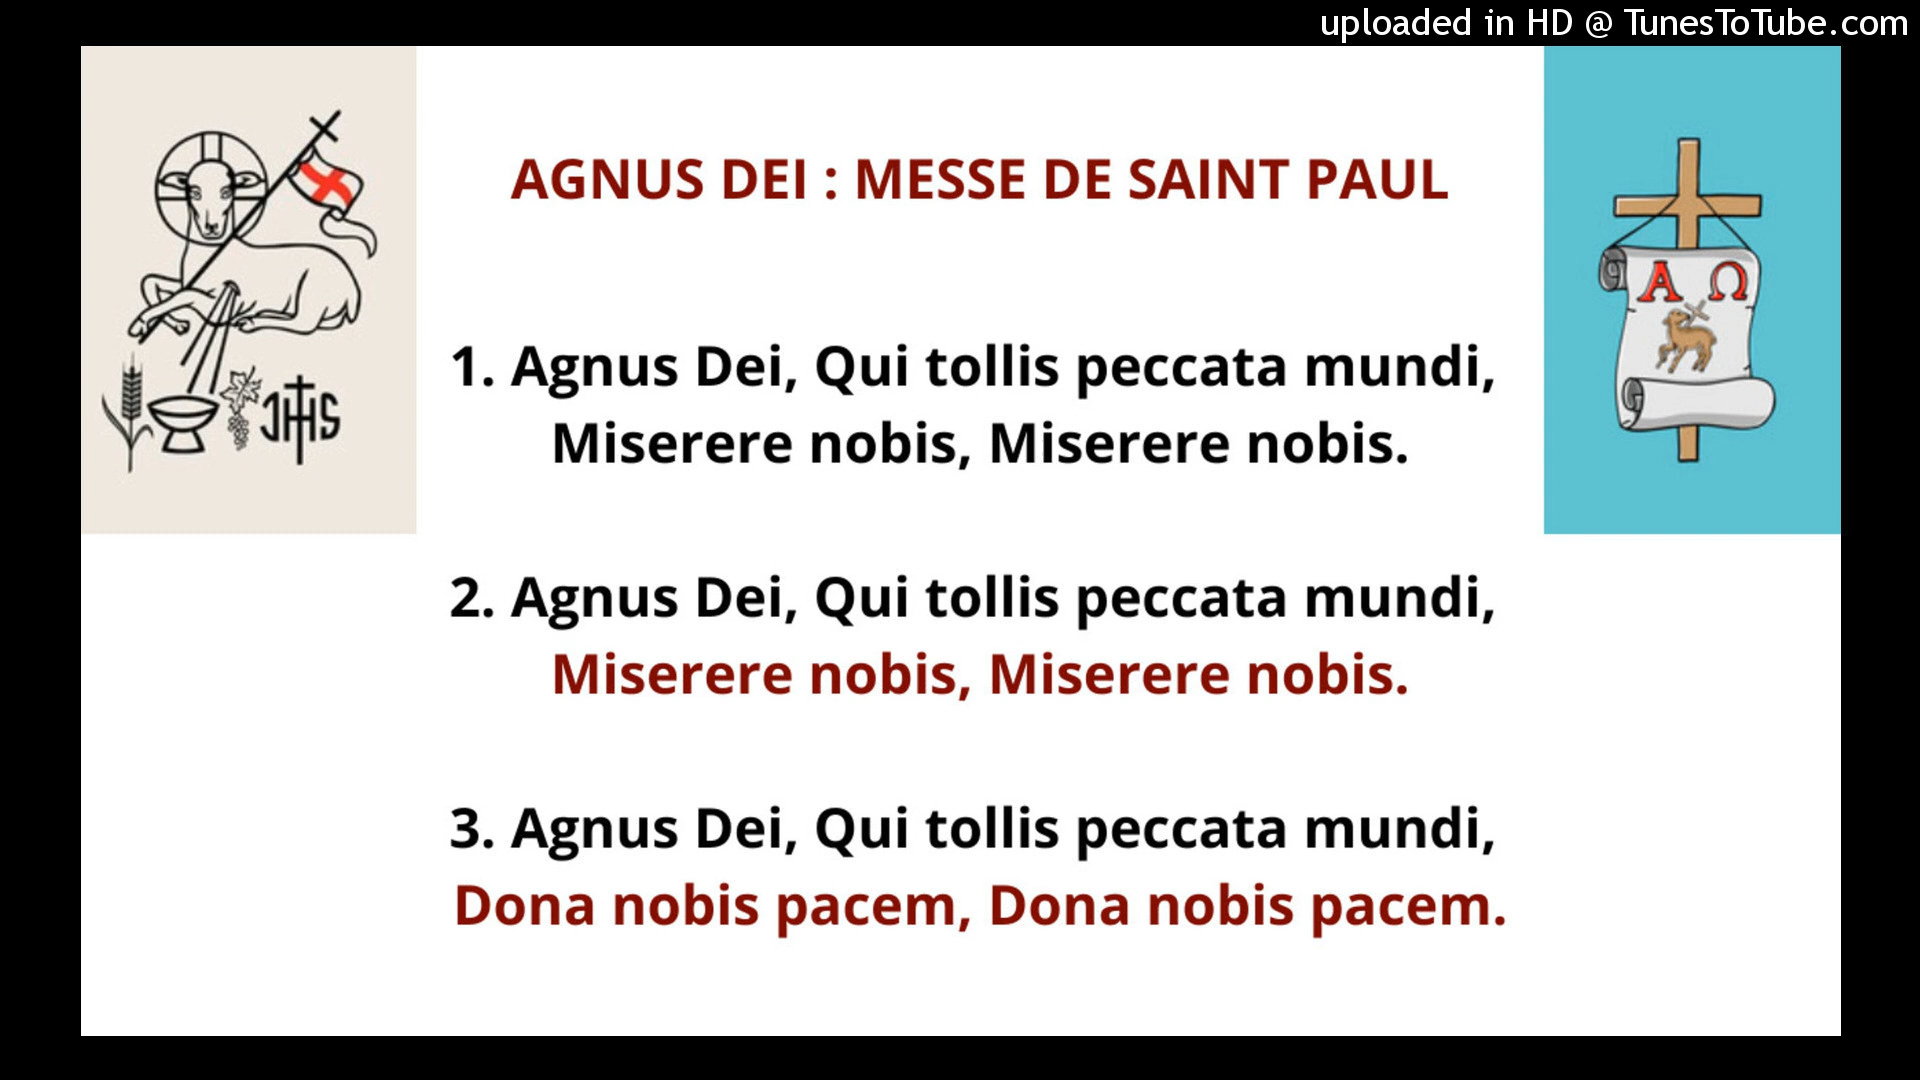 uploaded in HD @ TunesToTube.com
AGNUS DEI : MESSE DE SAINT PAUL
1. Agnus Dei, Qui tollis peccata mundi,
Miserere nobis, Miserere nobis.
2. Agnus Dei, Qui tollis peccata mundi,
Miserere nobis, Miserere nobis.
3. Agnus Dei, Qui tollis peccata mundi,
Dona nobis pacem, Dona nobis pacem.
JHS
Α Ω